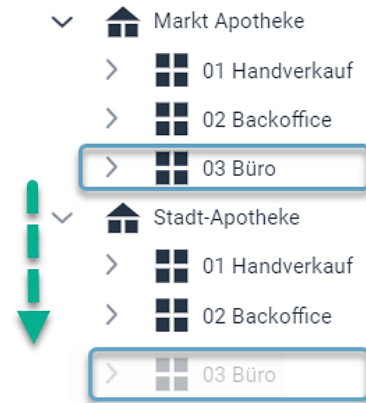 Markt Apotheke
01 Handverkauf
02 Backoffice
03 Büro
Stadt-Apotheke
01 Handverkauf
02 Backoffice
03 Büro